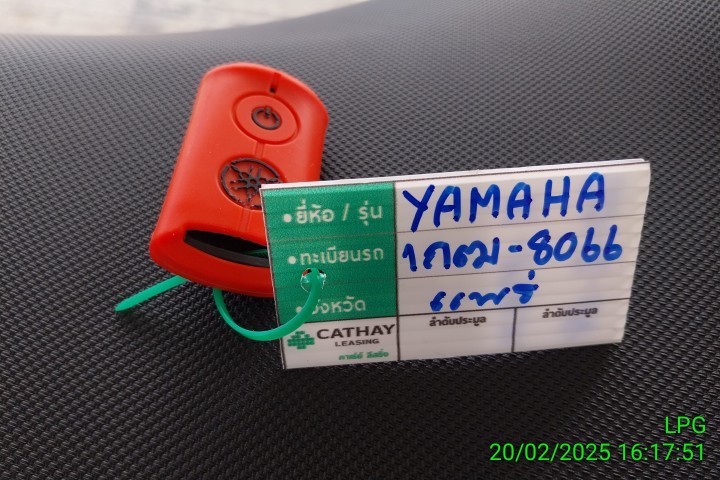 • ยี่ห้อ / รุ่น YAMAHA
• ทะเบียนรถ 1กฒ-8066
จังหวัด แพร่
CATHAY
LEASING
คาเธ่ย์ ลีสซิ่ง
ลำดับประมูล ลำดับประมูล
LPG
20/02/2025 16:17:51